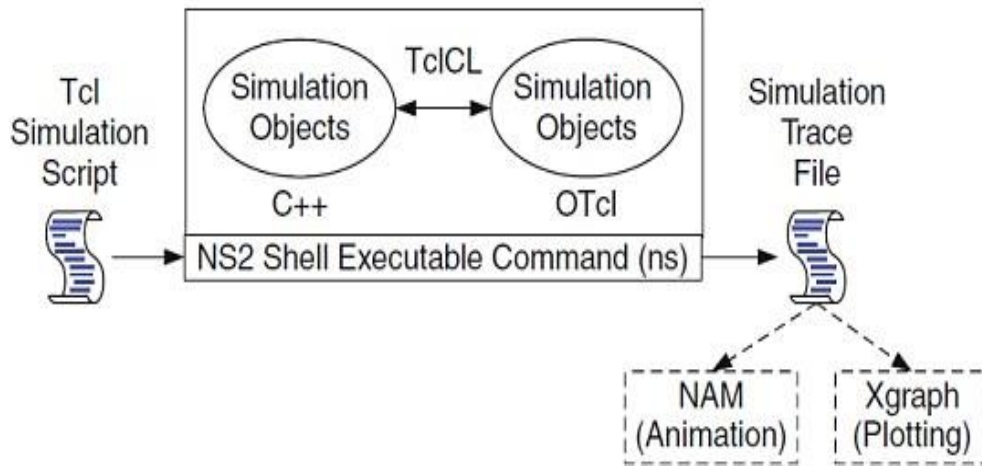 Tcl
Simulation
Script
TclCL
Simulation
Objects
Simulation
Objects
C++
OTcl
NS2 Shell Executable Command (ns)
Simulation
Trace
File
NAM
(Animation)
Xgraph
(Plotting)